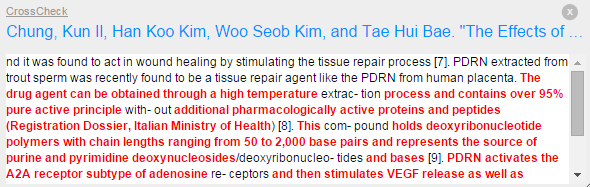 CrossCheck
Chung, Kun Il, Han Koo Kim, Woo Seob Kim, and Tae Hui Bae. "The Effects of ...
nd it was found to act in wound healing by stimulating the tissue repair process [7]. PDRN extracted from
trout sperm was recently found to be a tissue repair agent like the PDRN from human placenta. The
drug agent can be obtained through a high temperature extrac- tion process and contains over 95%
pure active principle with- out additional pharmacologically active proteins and peptides
(Registration Dossier, Italian Ministry of Health) [8]. This com- pound holds deoxyribonucleotide
polymers with chain lengths ranging from 50 to 2,000 base pairs and represents the source of
purine and pyrimidine deoxynucleosides/deoxyribonucleo- tides and bases [9]. PDRN activates the
A2A receptor subtype of adenosine re- ceptors and then stimulates VEGF release as well as